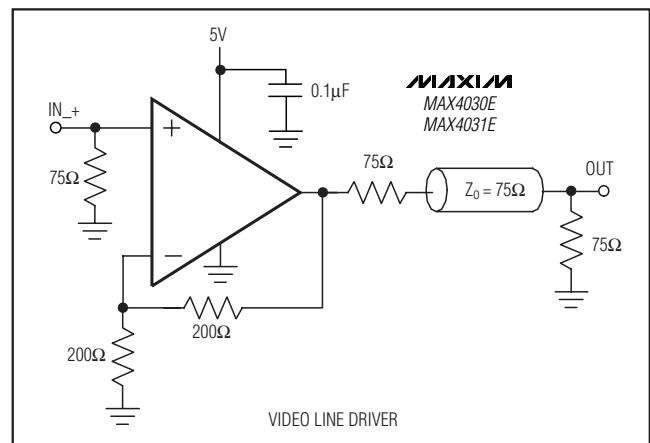 5V
0.1µF
MAXIM
MAX4030E
MAX4031E
IN_+
75Ω
+
−
75Ω
Z0 = 75Ω
OUT
75Ω
200Ω
200Ω
VIDEO LINE DRIVER